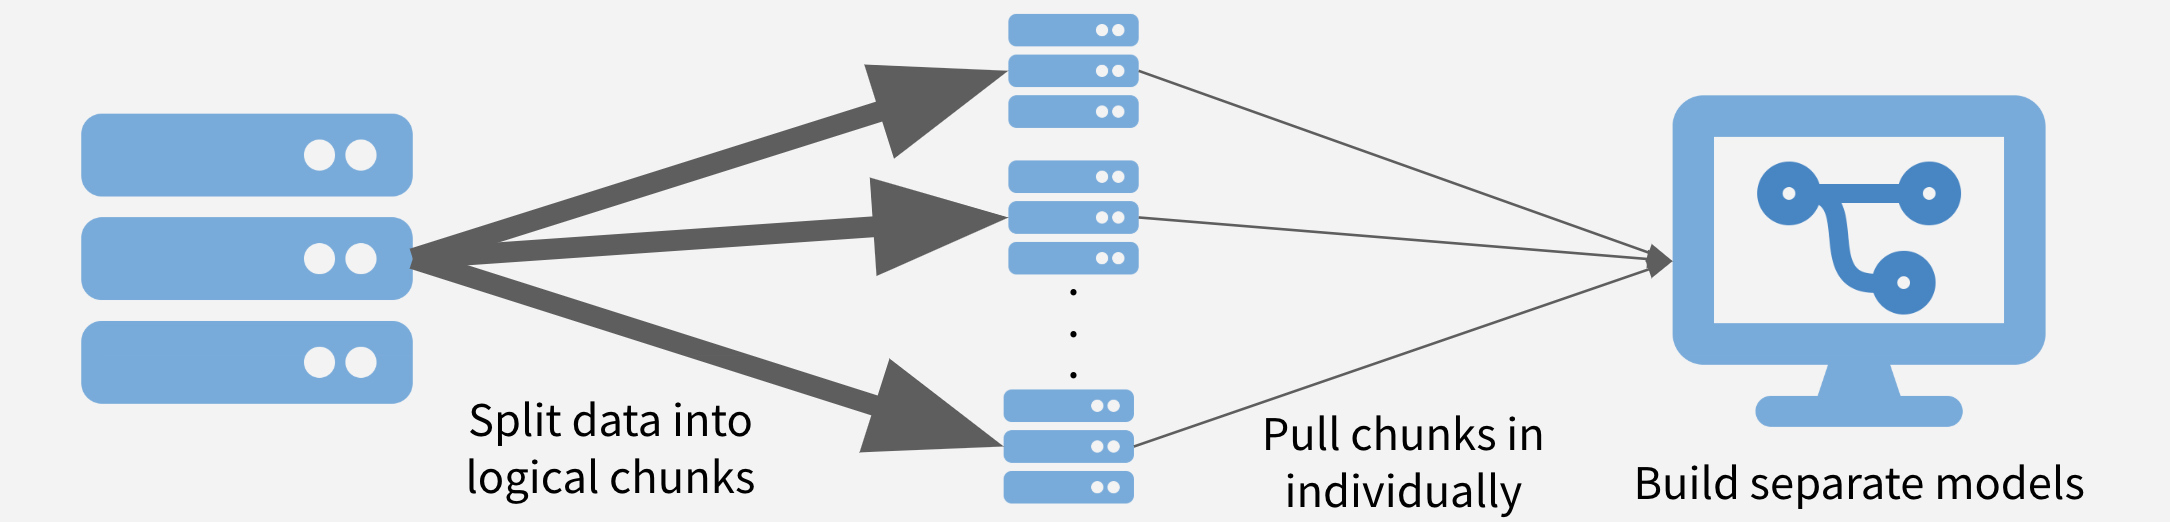 Split data into
logical chunks
Pull chunks in
individually
Build separate models